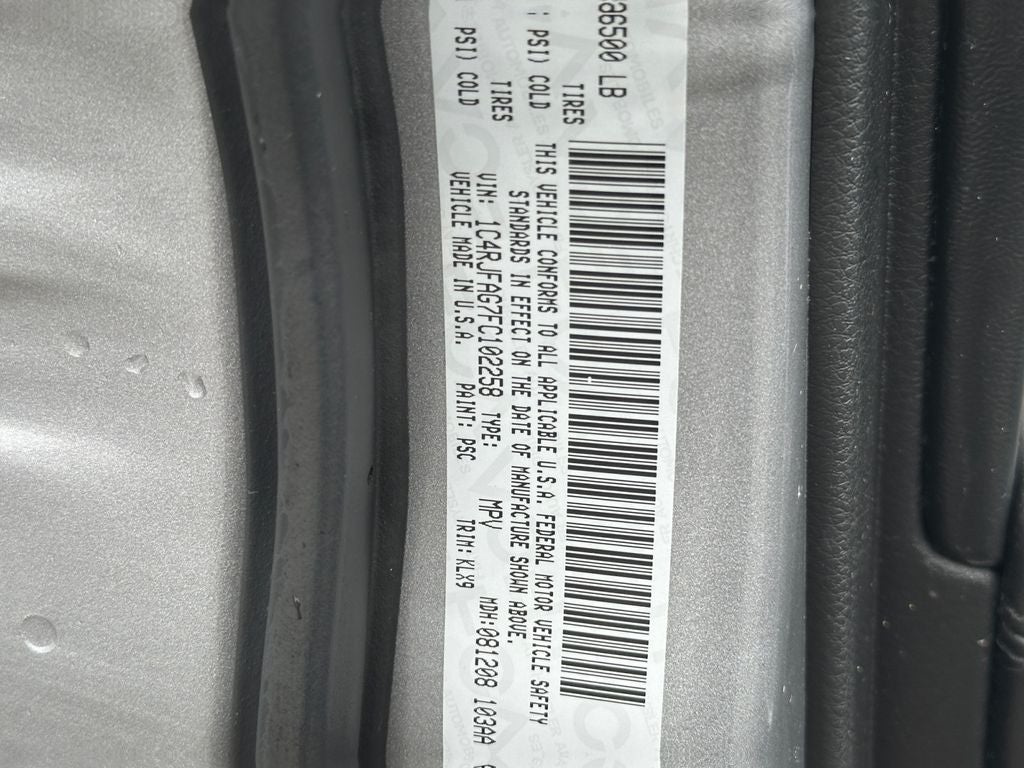 6500 LB
TIRES
PSI) COLD
THIS VEHICLE CONFORMS TO ALL APPLICABLE U.S.A. FEDERAL MOTOR VEHICLE SAFETY
STANDARDS IN EFFECT ON THE DATE OF MANUFACTURE SHOWN ABOVE.
TIRES
VIN: 1C4RJFAG7FC102258 TYPE: MPV MDH:081208 103AA
PSI) COLD
VEHICLE MADE IN U.S.A. PAINT: PSC TRIM:KLX9